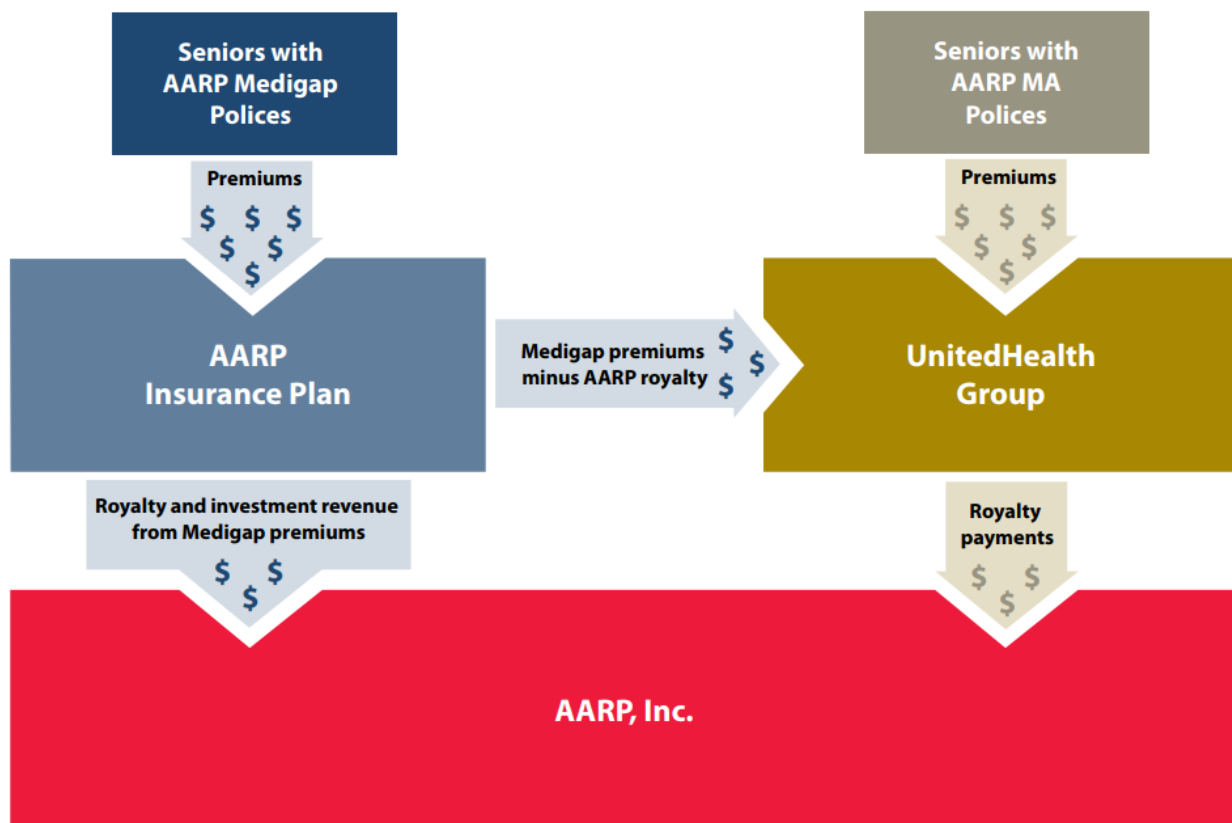 Seniors with
AARP Medigap
Polices
Seniors with
AARP MA
Polices
Premiums
$ $ $
$ $
$
Premiums
$ $ $
$ $
$
AARP
Insurance Plan
Medigap premiums
minus AARP royalty
$
$
$
UnitedHealth
Group
Royalty and investment revenue
from Medigap premiums
$ $
$
Royalty
payments
$ $
$
AARP, Inc.